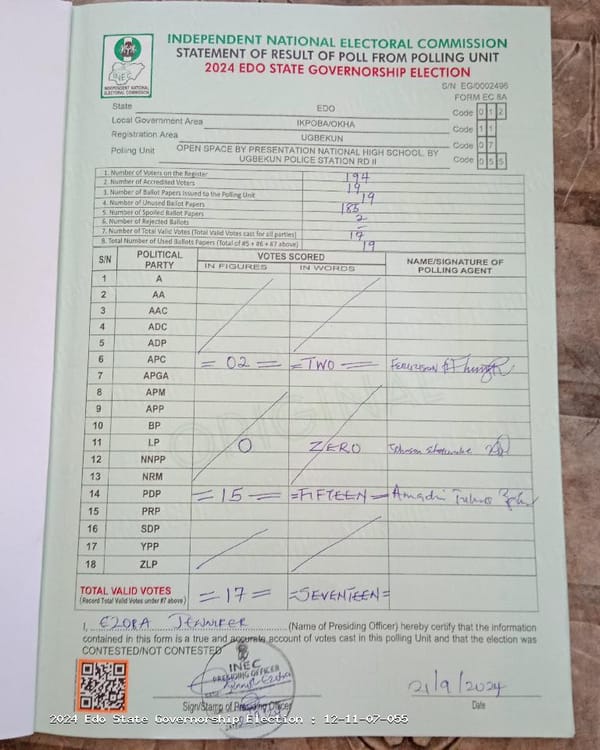 INDEPENDENT NATIONAL ELECTORAL COMMISSION
STATEMENT OF RESULT OF POLL FROM POLLING UNIT
2024 EDO STATE GOVERNORSHIP ELECTION
INEC
INDEPENDENT NATIONAL ELECTORAL COMMISSION
S/N EG/0002496
FORM EC 8A
State EDO Code 0 1 2
Local Government Area IKPOBA/OKHA Code 1 1
Registration Area UGBEKUN Code 0 7
Polling Unit OPEN SPACE BY PRESENTATION NATIONAL HIGH SCHOOL. BY UGBEKUN POLICE STATION RD II Code 0 5 5
1. Number of Voters on the Register 194
2. Number of Accredited Voters 19
3. Number of Ballot Papers Issued to the Polling Unit 19
4. Number of Unused Ballot Papers 185
5. Number of Spoiled Ballot Papers 2
6. Number of Rejected Ballots =
7. Number of Total Valid Votes (Total Valid Votes cast for all parties) 17
8. Total Number of Used Ballots Papers (Total of #5 + #6 + #7 above) 19
S/N POLITICAL PARTY VOTES SCORED NAME/SIGNATURE OF POLLING AGENT
IN FIGURES IN WORDS
1 A
2 AA
3 AAC
4 ADC
5 ADP
6 APC = 02 = = TWO =
7 APGA
8 APM
9 APP
10 BP
11 LP 0 ZERO
12 NNPP
13 NRM
14 PDP = 15 = =FIFTEEN=
15 PRP
16 SDP
17 YPP
18 ZLP
TOTAL VALID VOTES = 17 = =SEVENTEEN=
(Record Total Valid Votes under #7 above)
I, EZORA JENNIFER (Name of Presiding Officer) hereby certify that the information
contained in this form is a true and accurate account of votes cast in this polling Unit and that the election was
CONTESTED/NOT CONTESTED
INEC
PRESIDING OFFICER
21/9/2024
Sign/Stamp of Presiding Officer Date
2024 Edo State Governorship Election : 12-11-07-055